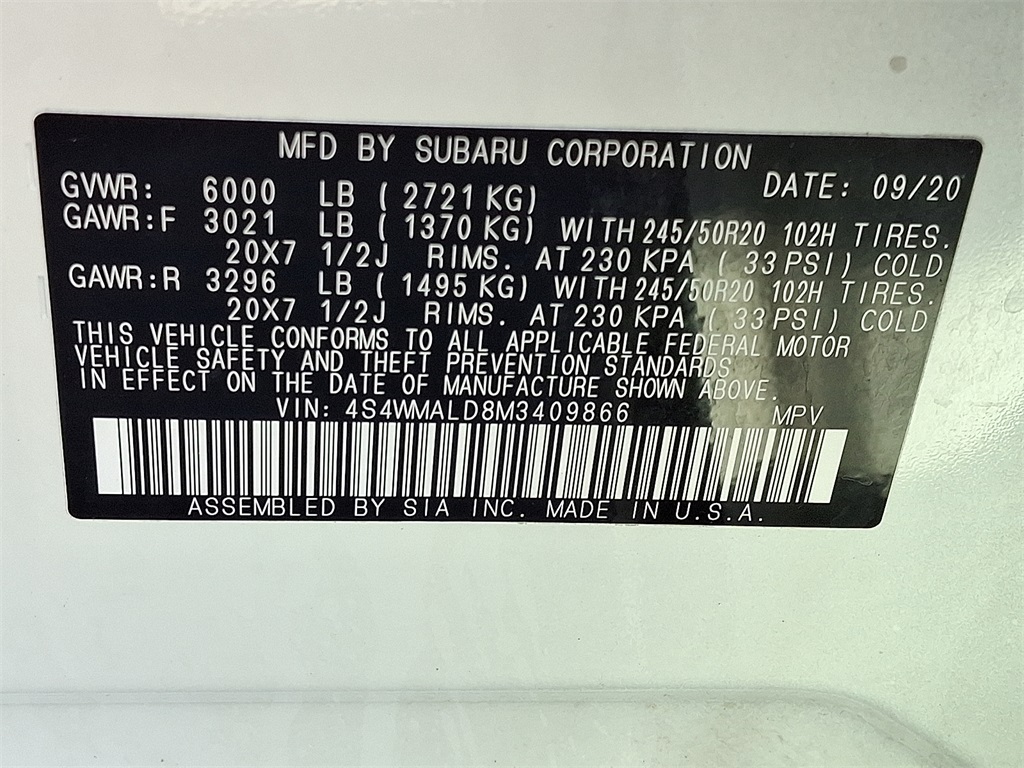 MFD BY SUBARU CORPORATION
GVWR: 6000 LB ( 2721 KG) DATE: 09/20
GAWR:F 3021 LB ( 1370 KG) WITH 245/50R20 102H TIRES.
20X7 1/2J RIMS. AT 230 KPA ( 33 PSI) COLD
GAWR:R 3296 LB ( 1495 KG) WITH 245/50R20 102H TIRES.
20X7 1/2J RIMS. AT 230 KPA ( 33 PSI) COLD
THIS VEHICLE CONFORMS TO ALL APPLICABLE FEDERAL MOTOR
VEHICLE SAFETY AND THEFT PREVENTION STANDARDS
IN EFFECT ON THE DATE OF MANUFACTURE SHOWN ABOVE.
VIN: 4S4WMALD8M3409866 MPV
ASSEMBLED BY SIA INC. MADE IN U.S.A.